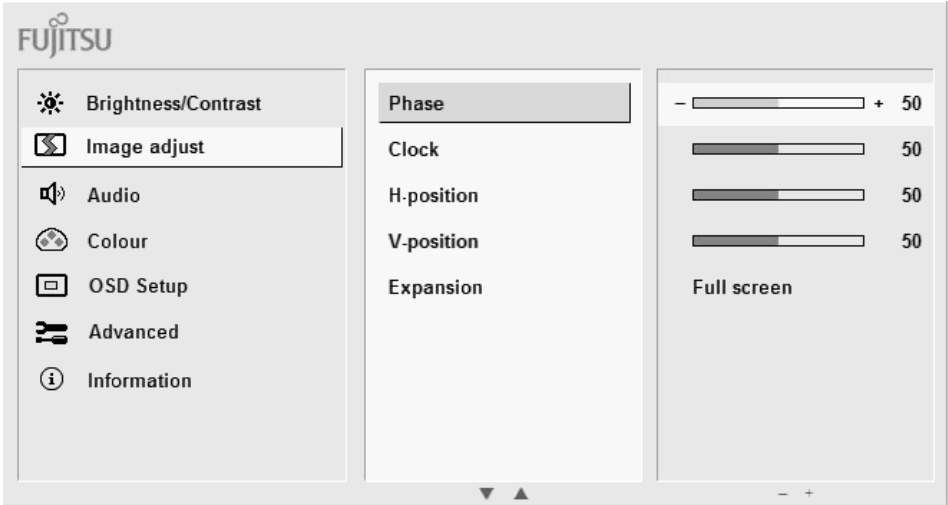 FUJITSU
Brightness/Contrast
Image adjust
Audio
Colour
OSD Setup
Advanced
Information
Phase
Clock
H-position
V-position
Expansion
- + 50
50
50
50
Full screen
▼ ▲
- +